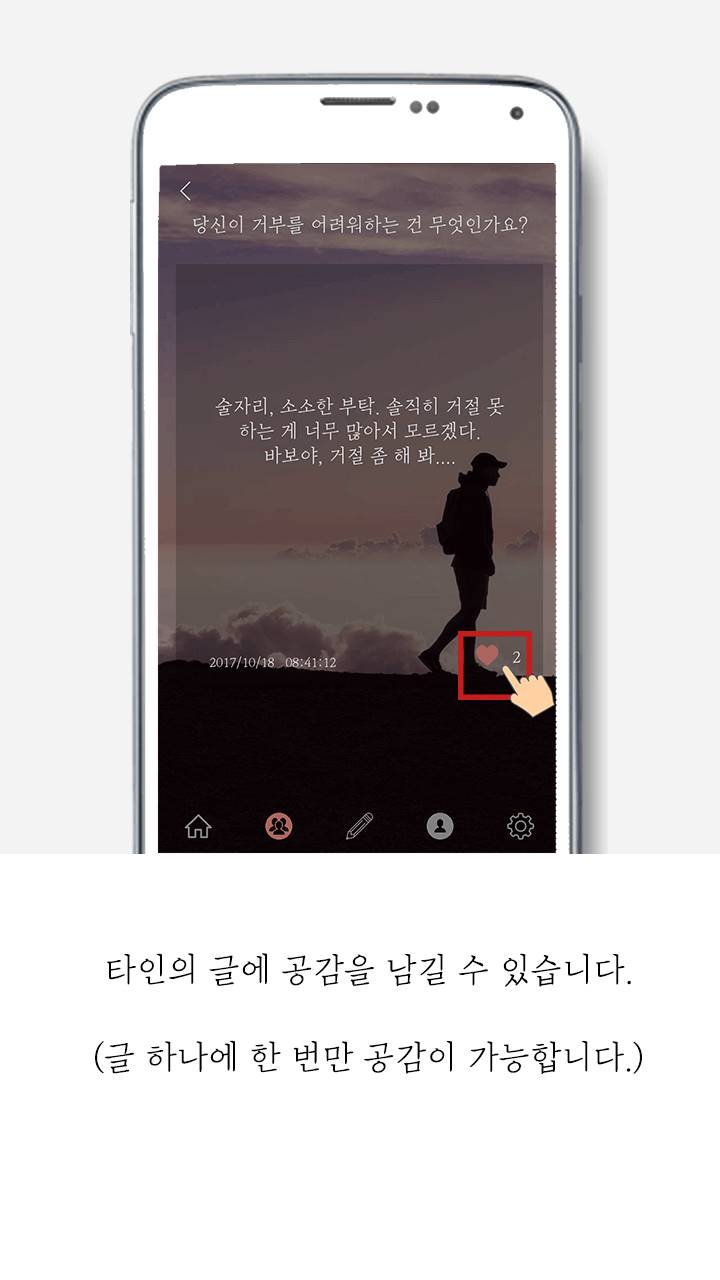 당신이 거부를 어려워하는 건 무엇인가요?
술자리, 소소한 부탁. 솔직히 거절 못
하는 게 너무 많아서 모르겠다.
바보야, 거절 좀 해 봐....
2017/10/18 08:41:12
2
타인의 글에 공감을 남길 수 있습니다.
(글 하나에 한 번만 공감이 가능합니다.)